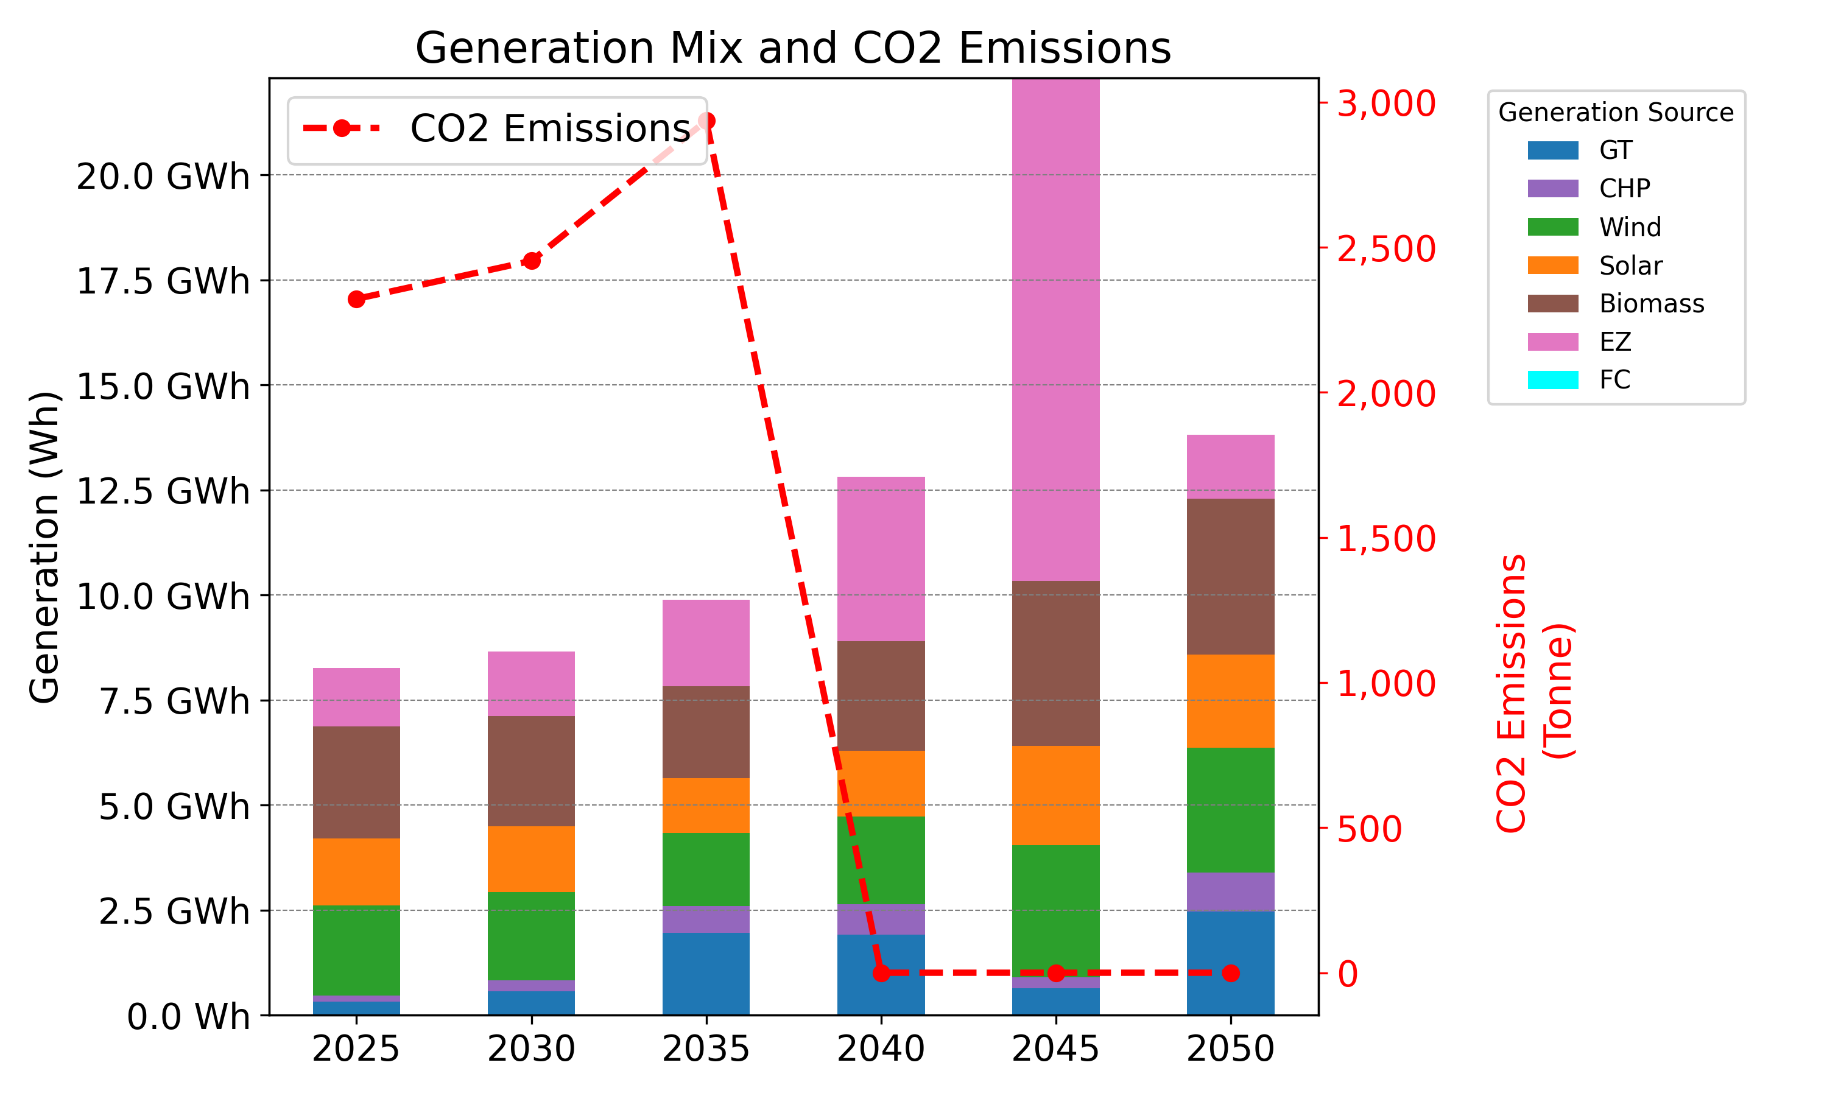 Generation Mix and CO2 Emissions
CO2 Emissions
Generation (Wh)
20.0 GWh
17.5 GWh
15.0 GWh
12.5 GWh
10.0 GWh
7.5 GWh
5.0 GWh
2.5 GWh
0.0 Wh
2025
2030
2035
2040
2045
2050
3,000
2,500
2,000
1,500
1,000
500
0
CO2 Emissions
(Tonne)
Generation Source
GT
CHP
Wind
Solar
Biomass
EZ
FC